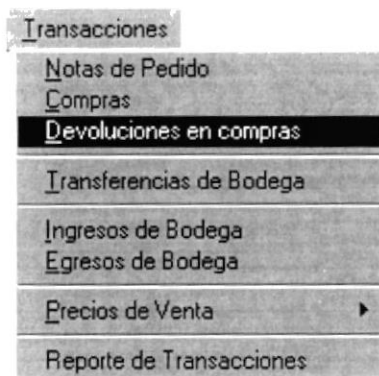 Transacciones
Notas de Pedido
Compras
Devoluciones en compras
Transferencias de Bodega
Ingresos de Bodega
Egresos de Bodega
Precios de Venta
Reporte de Transacciones